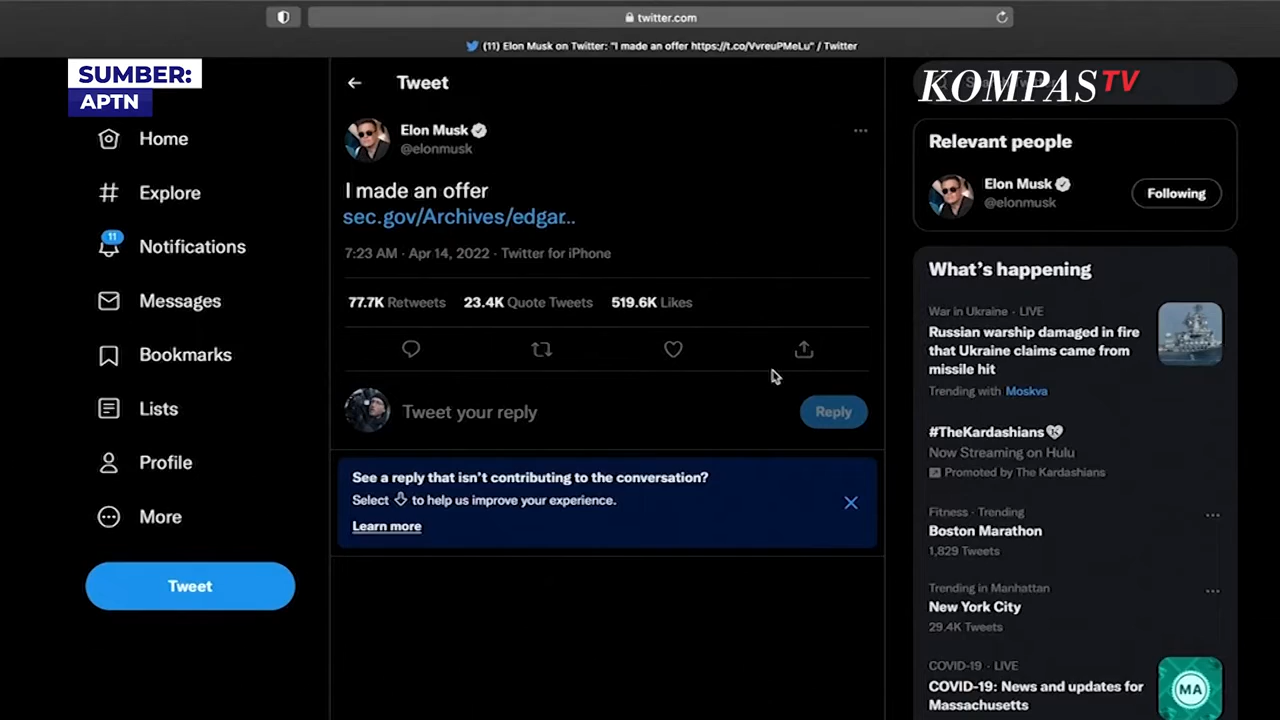 twitter.com
(11) Elon Musk on Twitter: "I made an offer https://t.co/VvreuPMeLu" / Twitter
SUMBER:
APTN
KOMPAS TV
Home
Explore
11
Notifications
Messages
Bookmarks
Lists
Profile
More
Tweet
Tweet
Elon Musk
@elonmusk
I made an offer
sec.gov/Archives/edgar...
7:23 AM · Apr 14, 2022 · Twitter for iPhone
77.7K Retweets 23.4K Quote Tweets 519.6K Likes
Tweet your reply
Reply
See a reply that isn't contributing to the conversation?
Select to help us improve your experience.
Learn more
Relevant people
Elon Musk
@elonmusk
Following
What's happening
War in Ukraine · LIVE
Russian warship damaged in fire
that Ukraine claims came from
missile hit
Trending with Moskva
#TheKardashians
Now Streaming on Hulu
Promoted by The Kardashians
Fitness · Trending
Boston Marathon
1,829 Tweets
Trending in Manhattan
New York City
29.4K Tweets
COVID-19 · LIVE
COVID-19: News and updates for
Massachusetts
MA